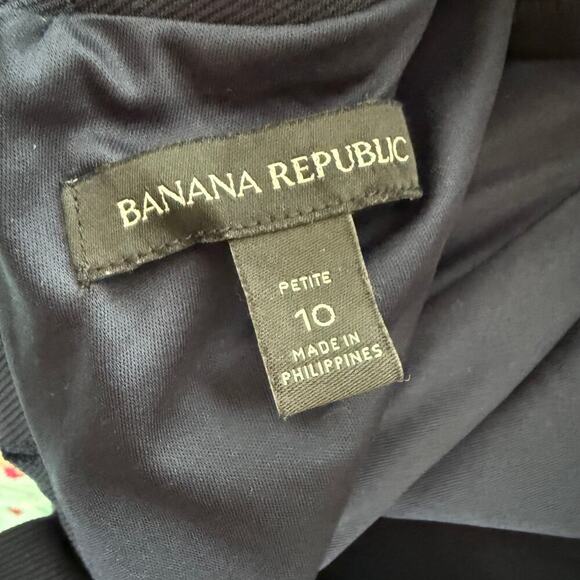 BANANA REPUBLIC
PETITE
10
MADE IN
PHILIPPINES